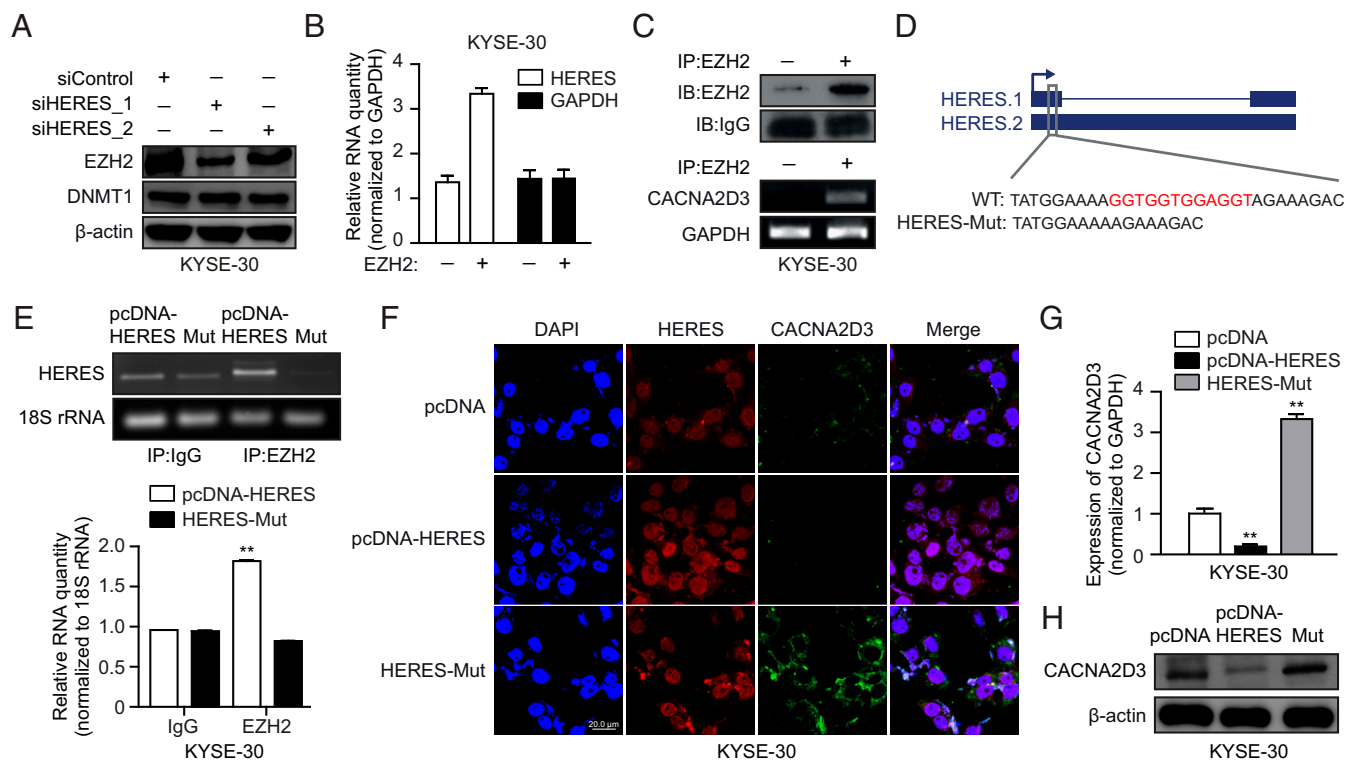 A
siControl + – –
siHERES_1 – + –
siHERES_2 – – +
EZH2
DNMT1
β-actin
KYSE-30
B
KYSE-30
Relative RNA quantity
(normalized to GAPDH)
4
3
2
1
0
HERES
GAPDH
EZH2: – + – +
C
IP:EZH2 – +
IB:EZH2
IB:IgG
IP:EZH2 – +
CACNA2D3
GAPDH
KYSE-30
D
HERES.1
HERES.2
WT: TATGGAAAAGGTGGTGGAGGTAGAAAGAC
HERES-Mut: TATGGAAAAAGAAAGAC
E
pcDNA- pcDNA-
HERES Mut HERES Mut
HERES
18S rRNA
IP:IgG IP:EZH2
pcDNA-HERES
HERES-Mut
Relative RNA quantity
(normalized to 18S rRNA)
2.0
1.5
1.0
0.5
0
**
IgG EZH2
KYSE-30
F
DAPI HERES CACNA2D3 Merge
pcDNA
pcDNA-HERES
HERES-Mut
20.0 μm
KYSE-30
G
pcDNA
pcDNA-HERES
HERES-Mut
Expression of CACNA2D3
(normalized to GAPDH)
4
3
2
1
0
**
**
KYSE-30
H
pcDNA-
pcDNA HERES Mut
CACNA2D3
β-actin
KYSE-30